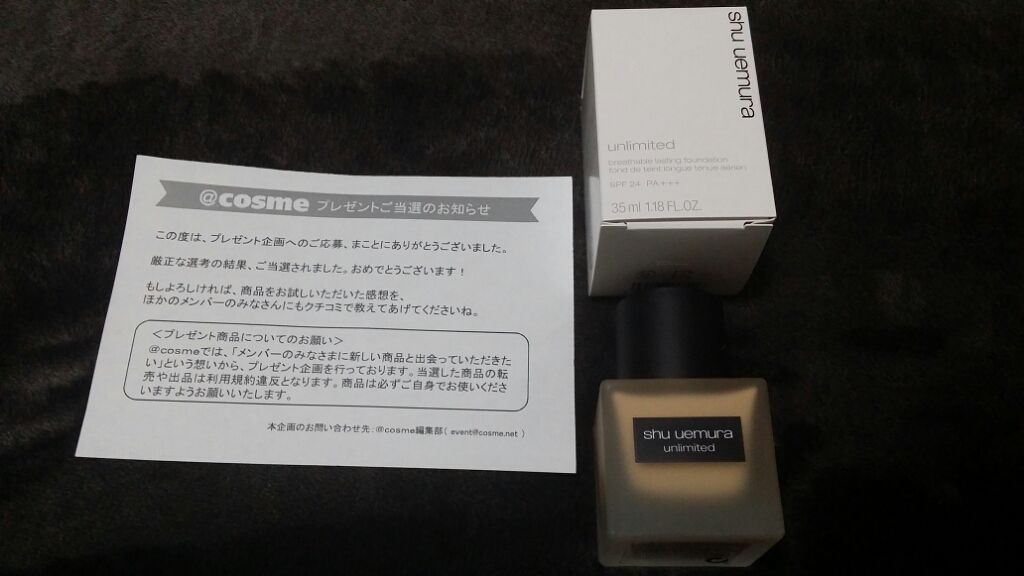 @cosme プレゼントご当選のお知らせ
この度は、プレゼント企画へのご応募、まことにありがとうございました。
厳正な選考の結果、ご当選されました。おめでとうございます！
もしよろしければ、商品をお試しいただいた感想を、
ほかのメンバーのみなさんにもクチコミで教えてあげてくださいね。
＜プレゼント商品についてのお願い＞
@cosmeでは、「メンバーのみなさまに新しい商品と出会っていただきた
い」という想いから、プレゼント企画を行っております。当選した商品の転
売や出品は利用規約違反となります。商品は必ずご自身でお使いくださ
いますようお願いいたします。
本企画のお問い合わせ先：@cosme編集部( event@cosme.net )
shu uemura
unlimited
breathable lasting foundation
fond de teint longue tenue aérien
SPF 24 PA+++
35 ml 1.18 FL.OZ.
shu uemura
unlimited